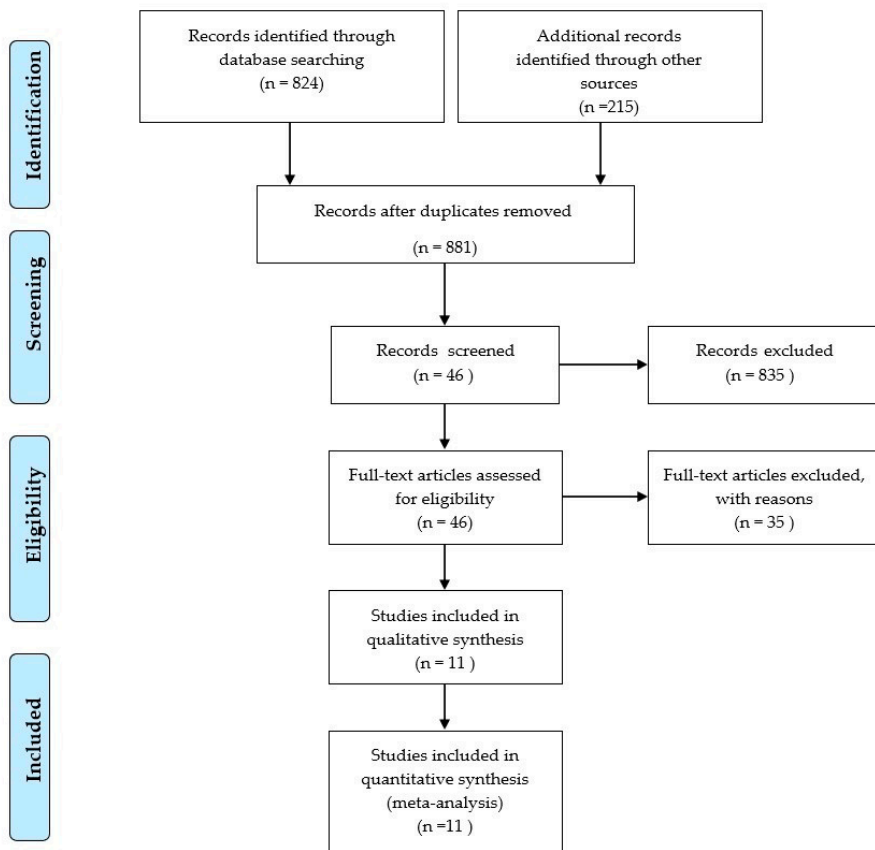 Identification
Records identified through
database searching
(n = 824)
Additional records
identified through other
sources
(n =215)
Records after duplicates removed
(n = 881)
Screening
Records screened
(n = 46 )
Records excluded
(n = 835 )
Eligibility
Full-text articles assessed
for eligibility
(n = 46)
Full-text articles excluded,
with reasons
(n = 35 )
Studies included in
qualitative synthesis
(n = 11 )
Included
Studies included in
quantitative synthesis
(meta-analysis)
(n =11 )